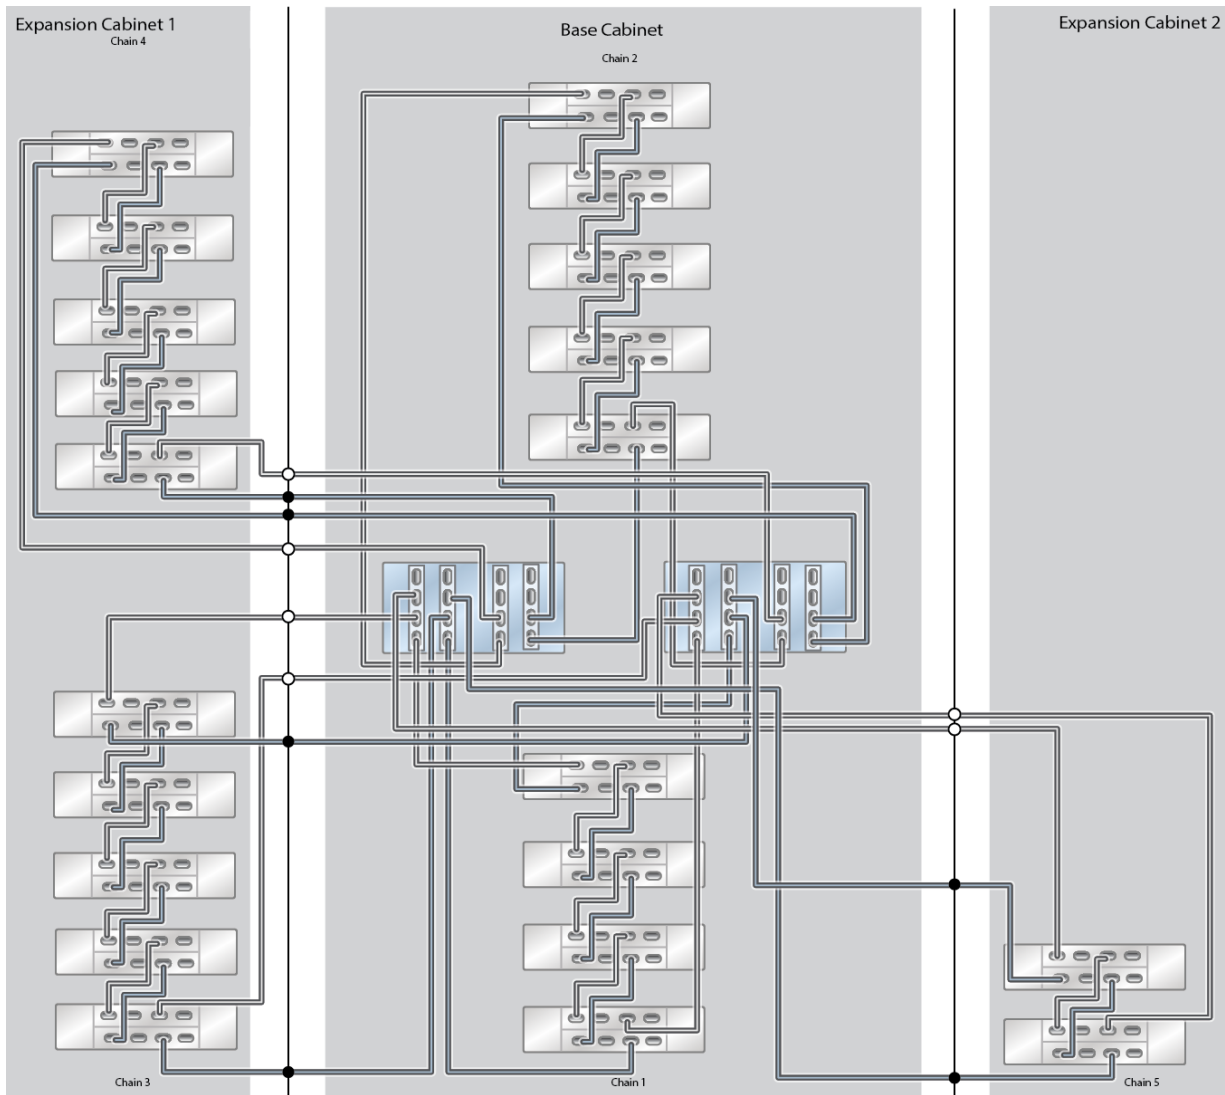 Expansion Cabinet 1
Chain 4
Base Cabinet
Chain 2
Expansion Cabinet 2
Chain 3
Chain 1
Chain 5